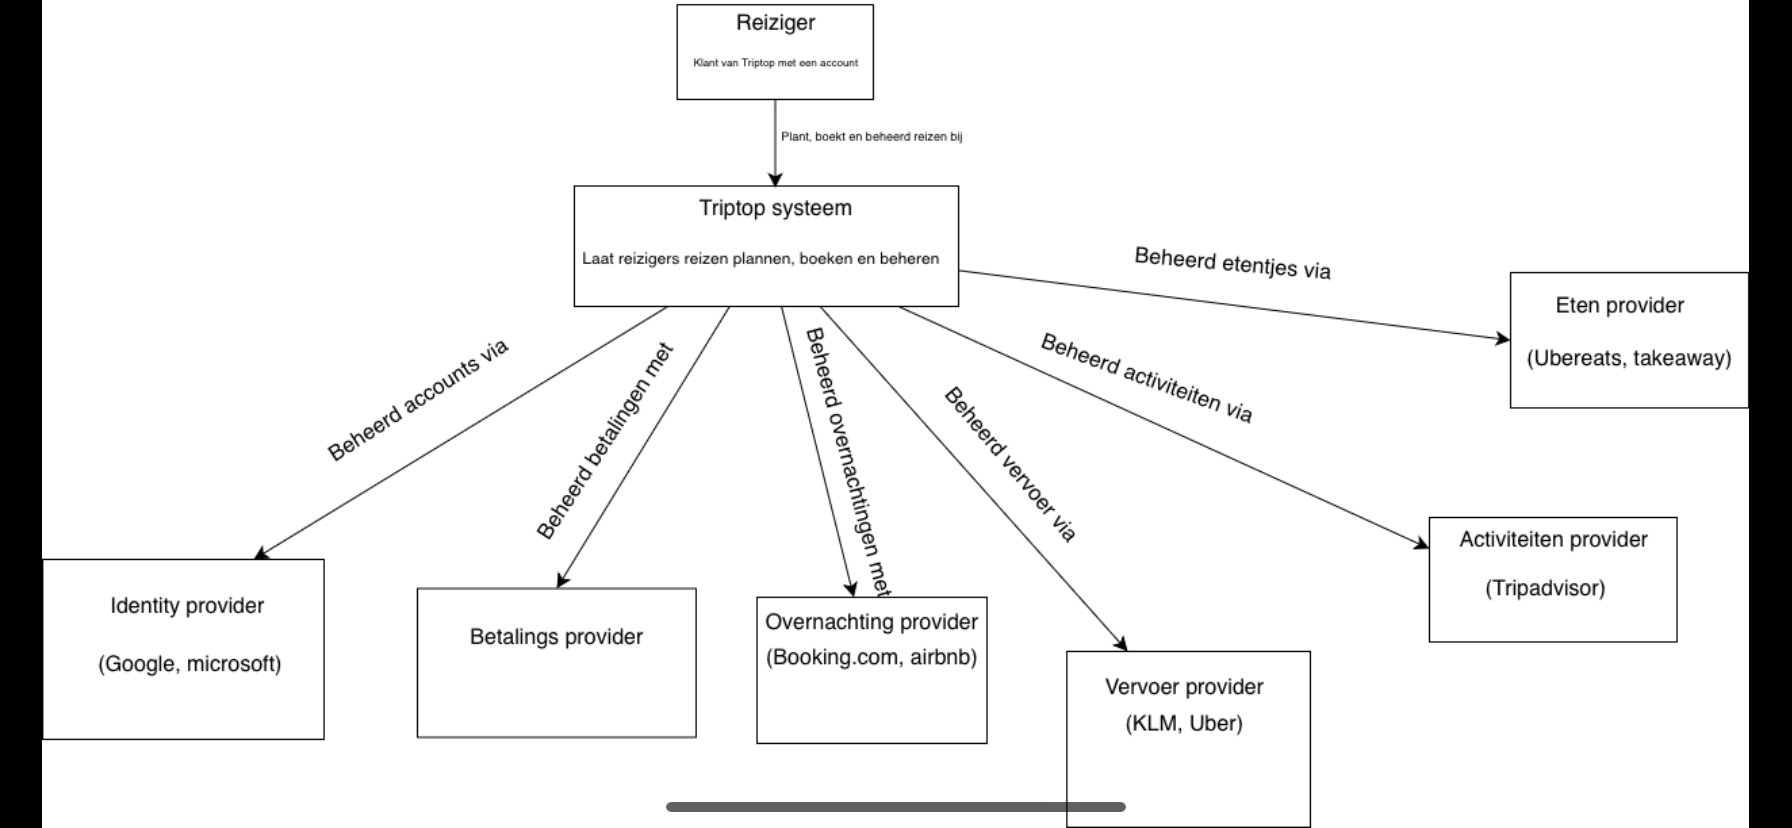 Reiziger
Klant van Triptop met een account
Plant, boekt en beheerd reizen bij
Triptop systeem
Laat reizigers reizen plannen, boeken en beheren
Beheerd accounts via
Beheerd betalingen met
Beheerd overnachtingen met
Beheerd vervoer via
Beheerd activiteiten via
Beheerd etentjes via
Identity provider
(Google, microsoft)
Betalings provider
Overnachting provider
(Booking.com, airbnb)
Vervoer provider
(KLM, Uber)
Activiteiten provider
(Tripadvisor)
Eten provider
(Ubereats, takeaway)